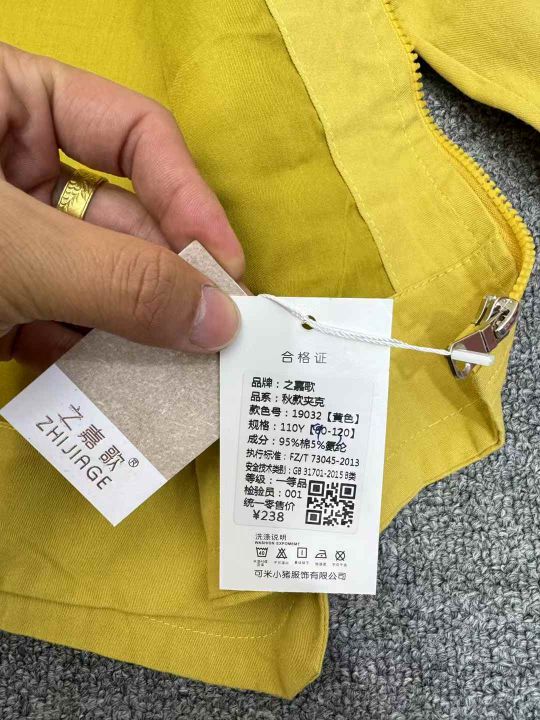 之嘉歌®
ZHIJIAGE
合格证
品牌：之嘉歌
品系：秋款夹克
款色号：19032【黄色】
规格：110Y【80-120】
成分：95%棉5%氨纶
执行标准：FZ/T 73045-2013
安全技术类别：GB 31701-2015 B类
等级：一等品
检验员：001
统一零售价
¥238
洗涤说明
WASHION EXPOMEMT
可米小猪服饰有限公司